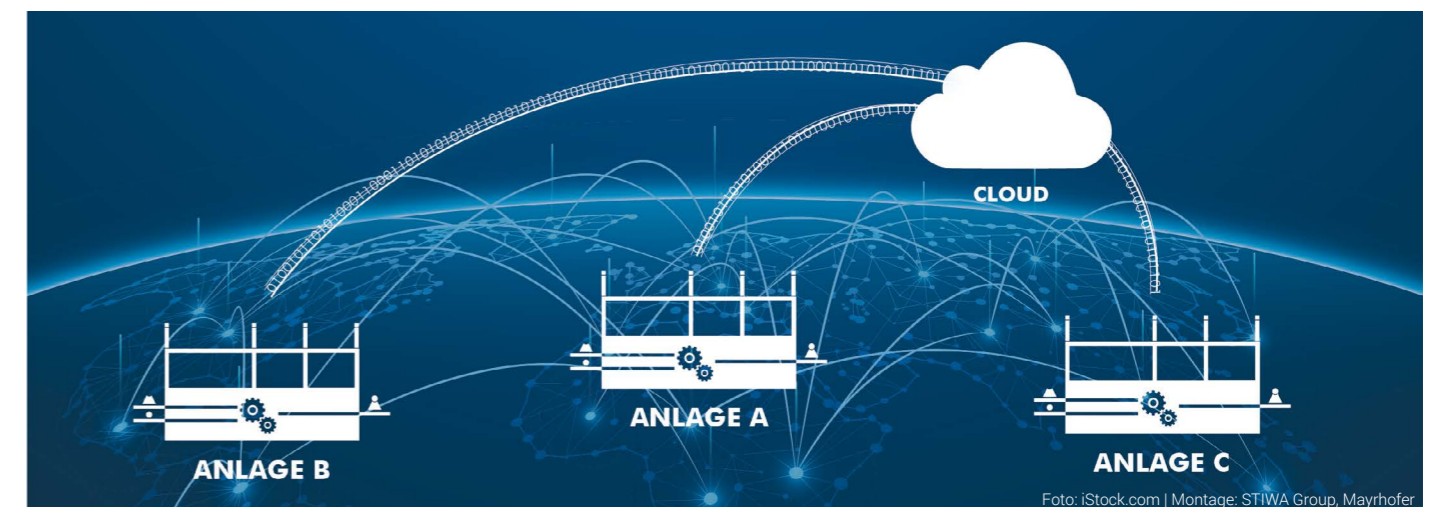 CLOUD
ANLAGE A
ANLAGE B
ANLAGE C
Foto: iStock.com | Montage: STIWA Group, Mayrhofer